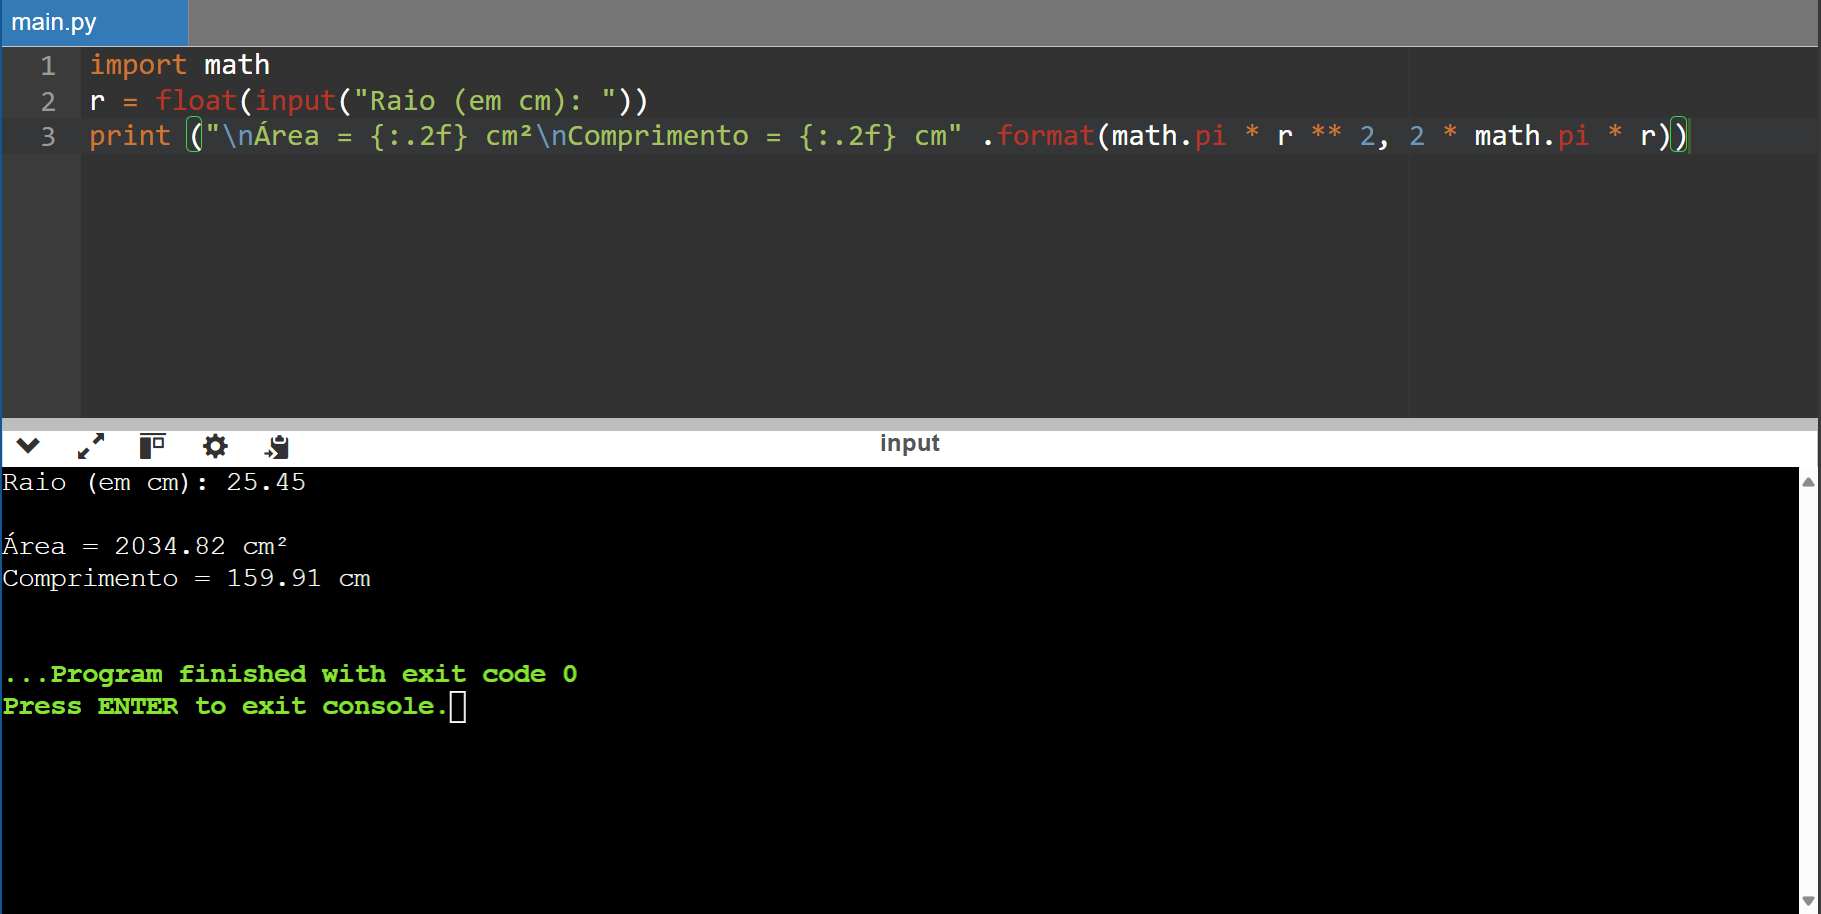 main.py
1 import math
2 r = float(input("Raio (em cm): "))
3 print ("\nÁrea = {:.2f} cm²\nComprimento = {:.2f} cm" .format(math.pi * r ** 2, 2 * math.pi * r))
input
Raio (em cm): 25.45
Área = 2034.82 cm²
Comprimento = 159.91 cm
...Program finished with exit code 0
Press ENTER to exit console.